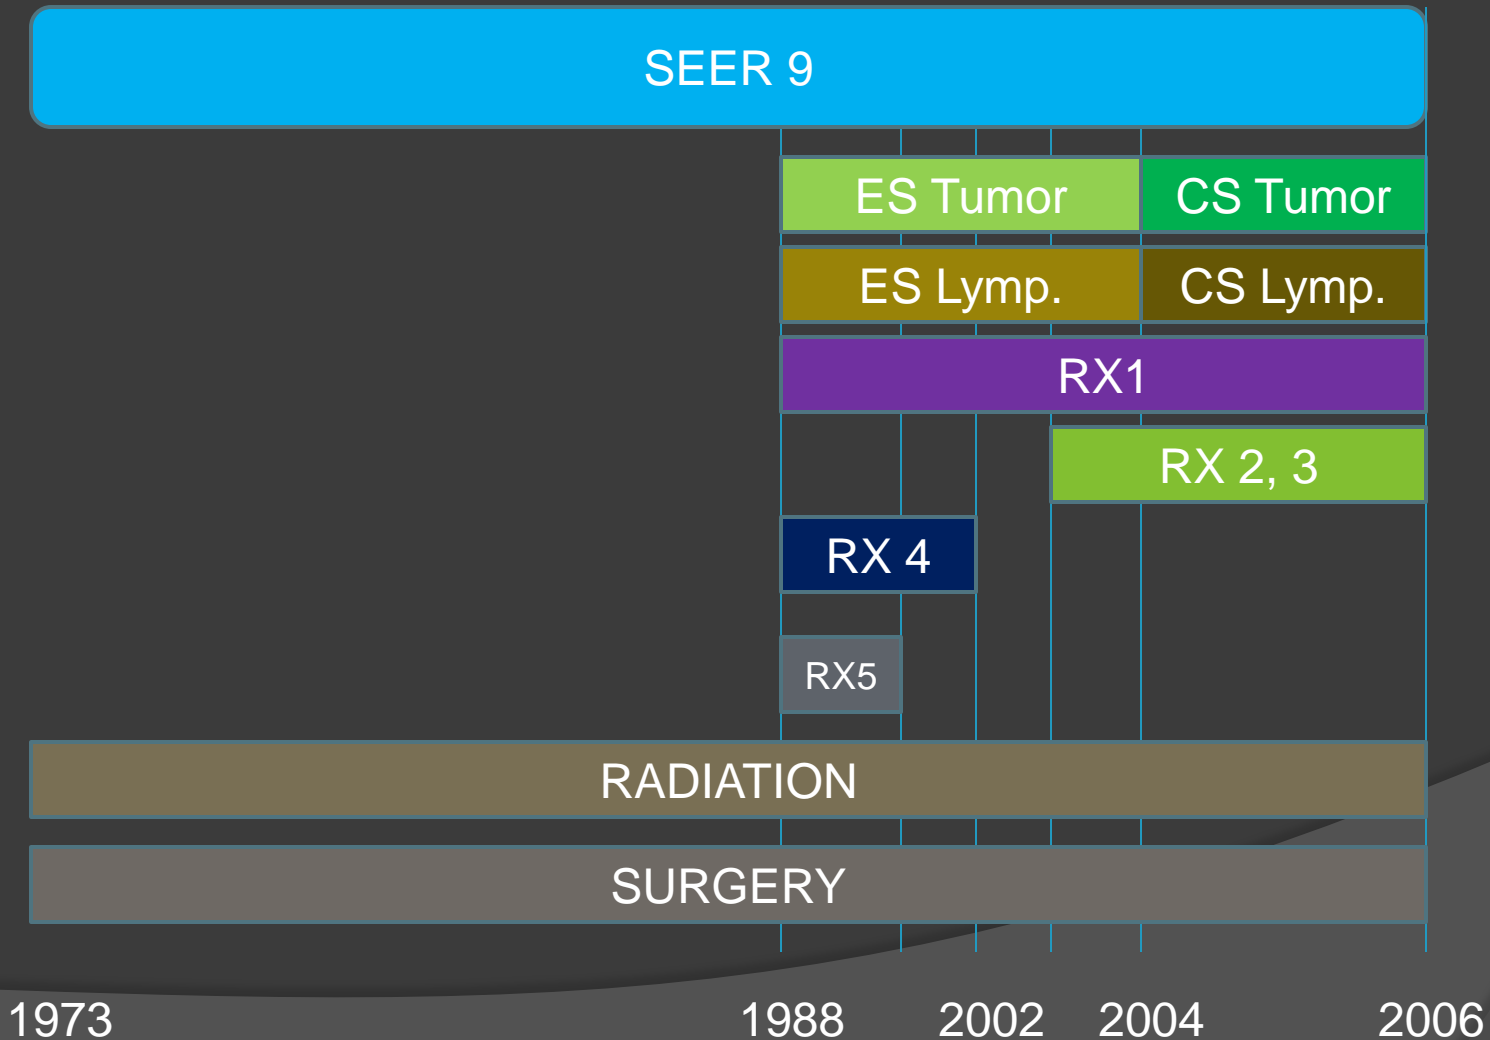 SEER 9
ES Tumor CS Tumor
ES Lymp. CS Lymp.
RX1
RX 2, 3
RX 4
RX5
RADIATION
SURGERY
1973 1988 2002 2004 2006